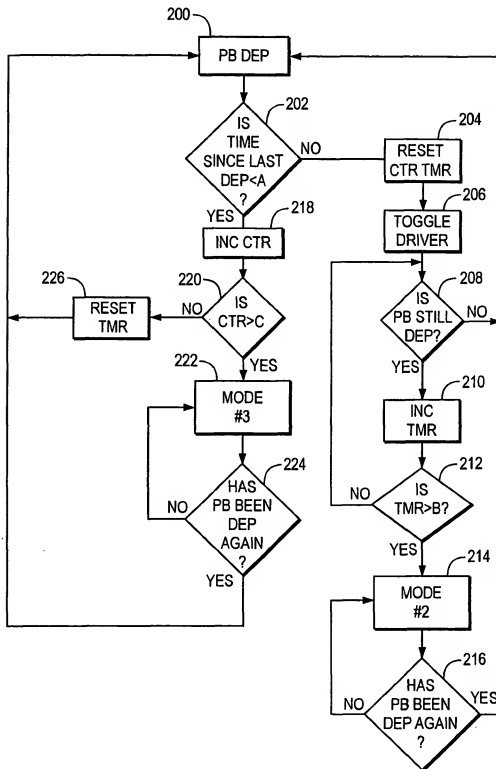 200
PB DEP
202
IS
TIME
SINCE LAST
DEP<A
?
NO
YES
204
RESET
CTR TMR
206
TOGGLE
DRIVER
218
INC CTR
220
IS
CTR>C
NO
YES
226
RESET
TMR
208
IS
PB STILL
DEP?
NO
YES
222
MODE
#3
210
INC
TMR
224
HAS
PB BEEN
DEP
AGAIN
?
NO
YES
212
IS
TMR>B?
NO
YES
214
MODE
#2
216
HAS
PB BEEN
DEP AGAIN
?
NO
YES